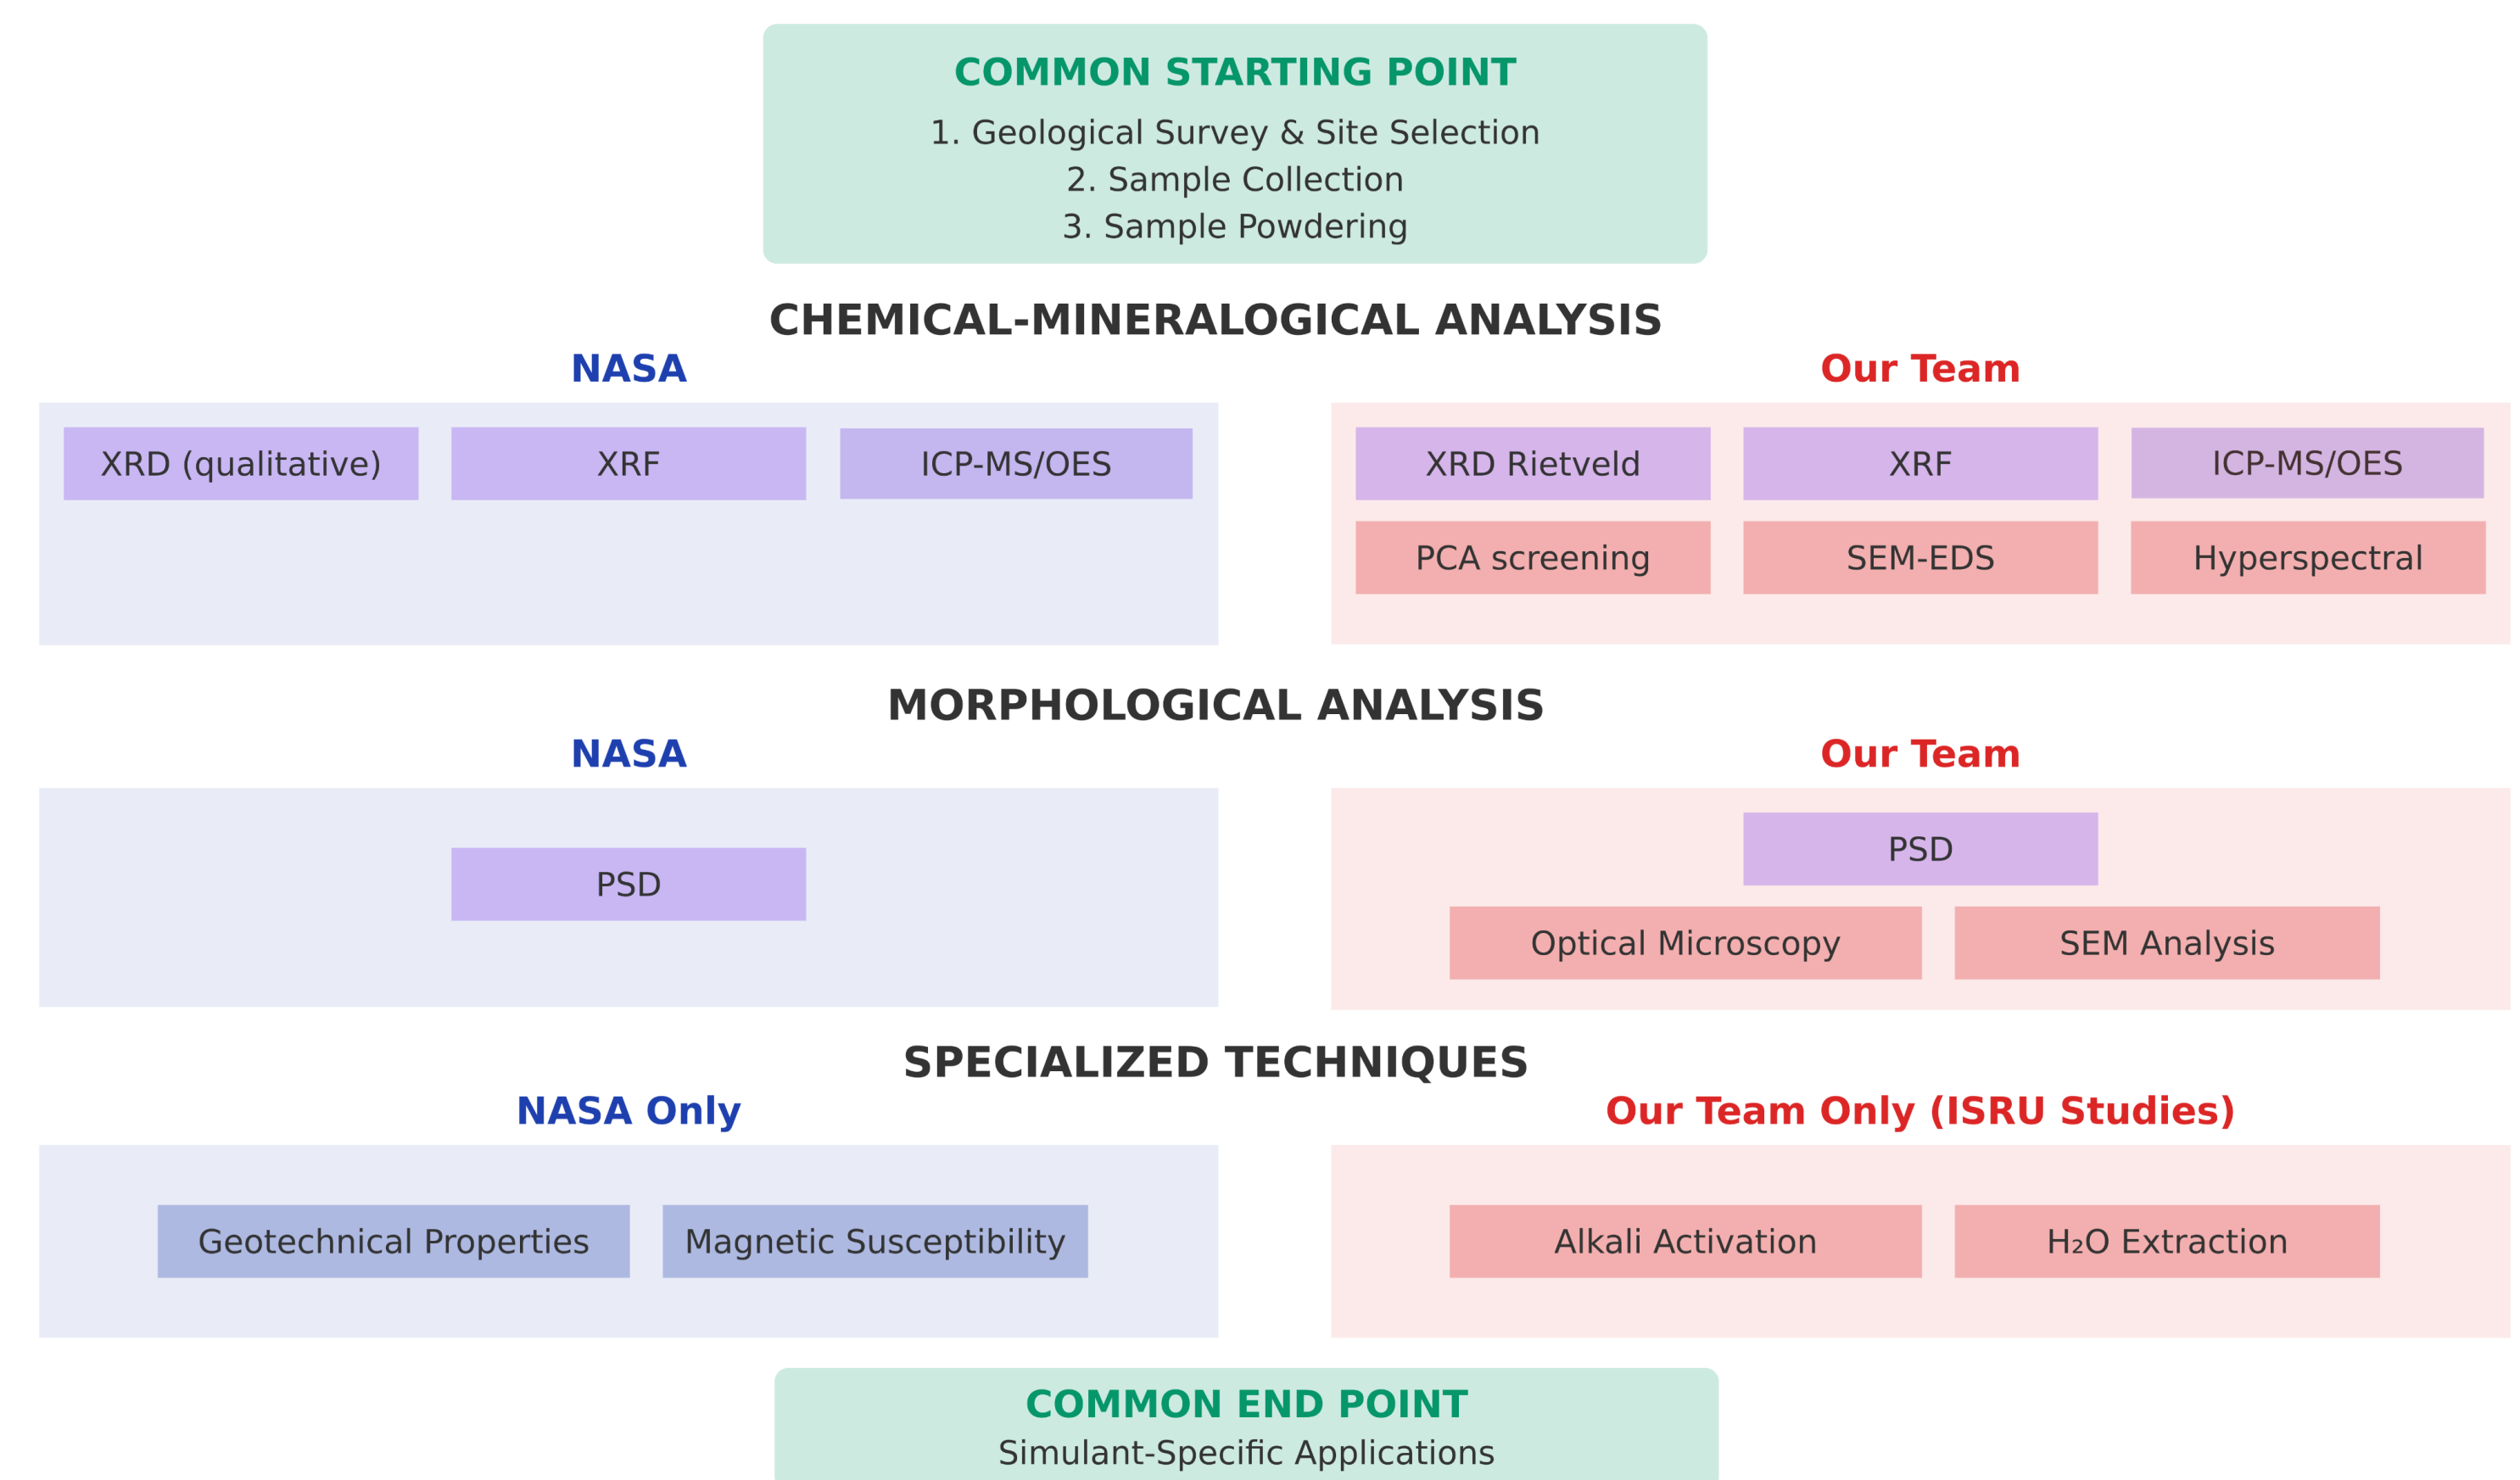 COMMON STARTING POINT
1. Geological Survey & Site Selection
2. Sample Collection
3. Sample Powdering
CHEMICAL-MINERALOGICAL ANALYSIS
NASA
XRD (qualitative)
XRF
ICP-MS/OES
Our Team
XRD Rietveld
XRF
ICP-MS/OES
PCA screening
SEM-EDS
Hyperspectral
MORPHOLOGICAL ANALYSIS
NASA
PSD
Our Team
PSD
Optical Microscopy
SEM Analysis
SPECIALIZED TECHNIQUES
NASA Only
Geotechnical Properties
Magnetic Susceptibility
Our Team Only (ISRU Studies)
Alkali Activation
H₂O Extraction
COMMON END POINT
Simulant-Specific Applications